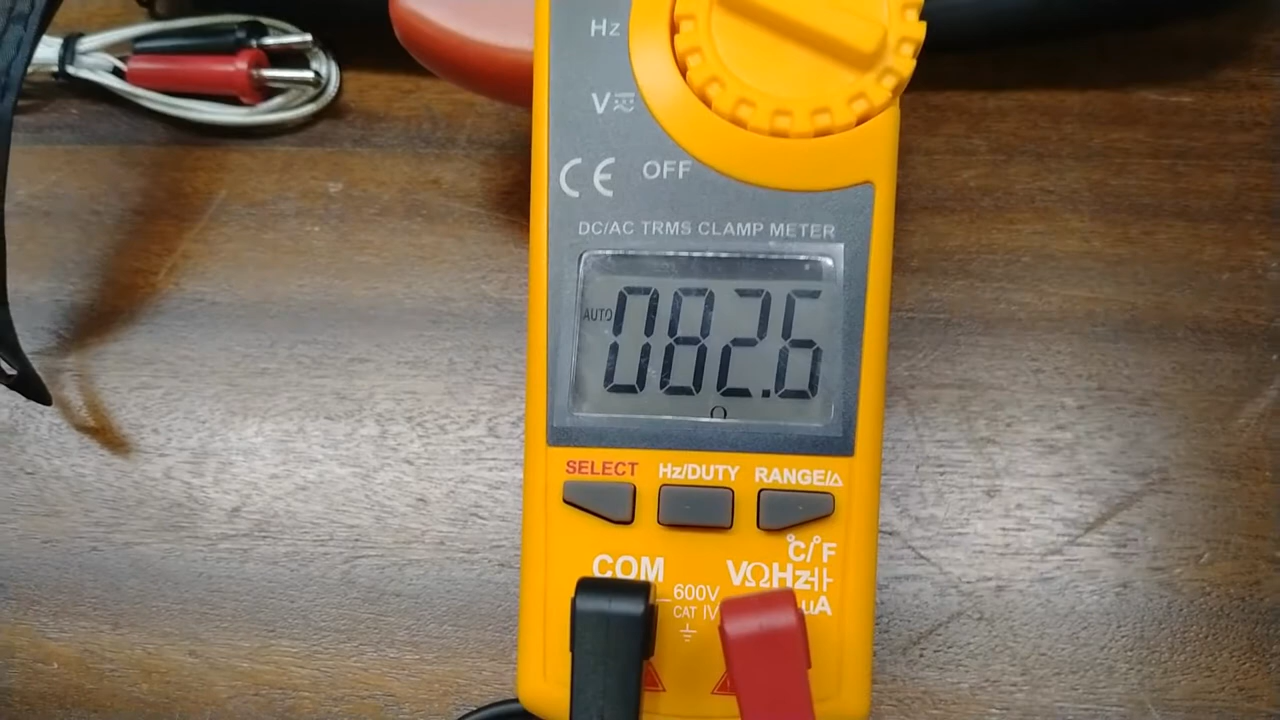 Hz
V
CE OFF
DC/AC TRMS CLAMP METER
AUTO 082.6
Ω
SELECT Hz/DUTY RANGE/Δ
°C/°F
COM VΩHz
600V
CAT IV µA